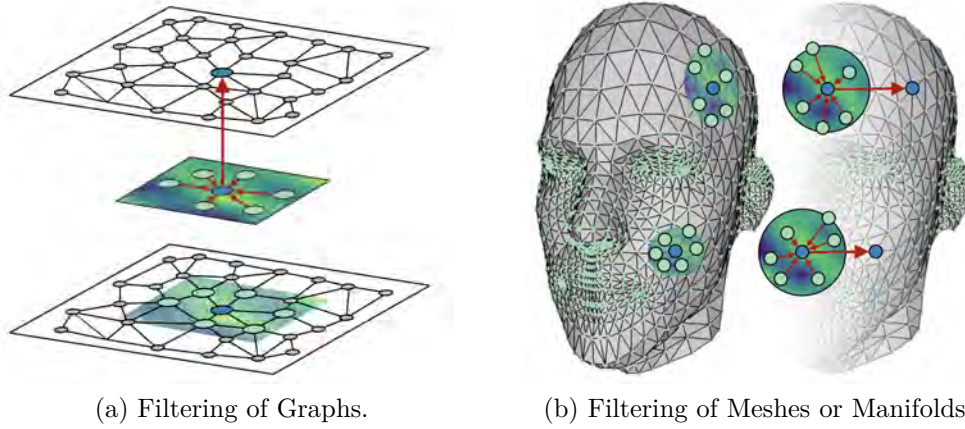 (a) Filtering of Graphs.
(b) Filtering of Meshes or Manifolds